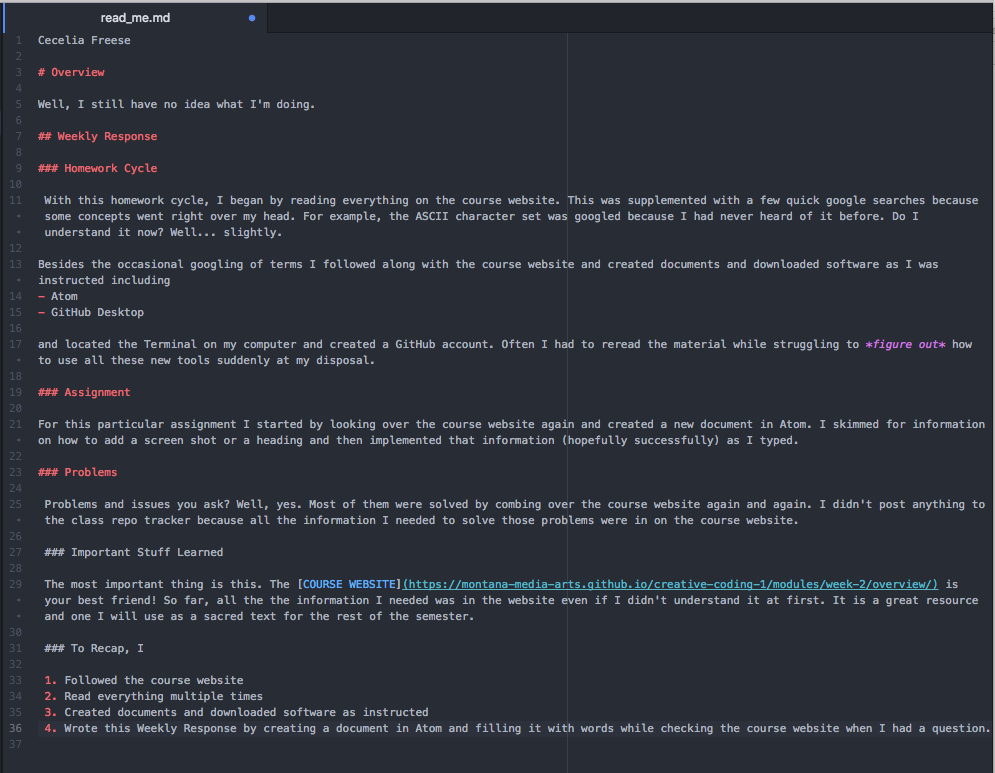 read_me.md
1 Cecelia Freese
2
3 # Overview
4
5 Well, I still have no idea what I'm doing.
6
7 ## Weekly Response
8
9 ### Homework Cycle
10
11 With this homework cycle, I began by reading everything on the course website. This was supplemented with a few quick google searches because
• some concepts went right over my head. For example, the ASCII character set was googled because I had never heard of it before. Do I
• understand it now? Well... slightly.
12
13 Besides the occasional googling of terms I followed along with the course website and created documents and downloaded software as I was
• instructed including
14 - Atom
15 - GitHub Desktop
16
17 and located the Terminal on my computer and created a GitHub account. Often I had to reread the material while struggling to *figure out* how
• to use all these new tools suddenly at my disposal.
18
19 ### Assignment
20
21 For this particular assignment I started by looking over the course website again and created a new document in Atom. I skimmed for information
• on how to add a screen shot or a heading and then implemented that information (hopefully successfully) as I typed.
22
23 ### Problems
24
25 Problems and issues you ask? Well, yes. Most of them were solved by combing over the course website again and again. I didn't post anything to
• the class repo tracker because all the information I needed to solve those problems were in on the course website.
26
27 ### Important Stuff Learned
28
29 The most important thing is this. The [COURSE WEBSITE](https://montana-media-arts.github.io/creative-coding-1/modules/week-2/overview/) is
• your best friend! So far, all the the information I needed was in the website even if I didn't understand it at first. It is a great resource
• and one I will use as a sacred text for the rest of the semester.
30
31 ### To Recap, I
32
33 1. Followed the course website
34 2. Read everything multiple times
35 3. Created documents and downloaded software as instructed
36 4. Wrote this Weekly Response by creating a document in Atom and filling it with words while checking the course website when I had a question.
37